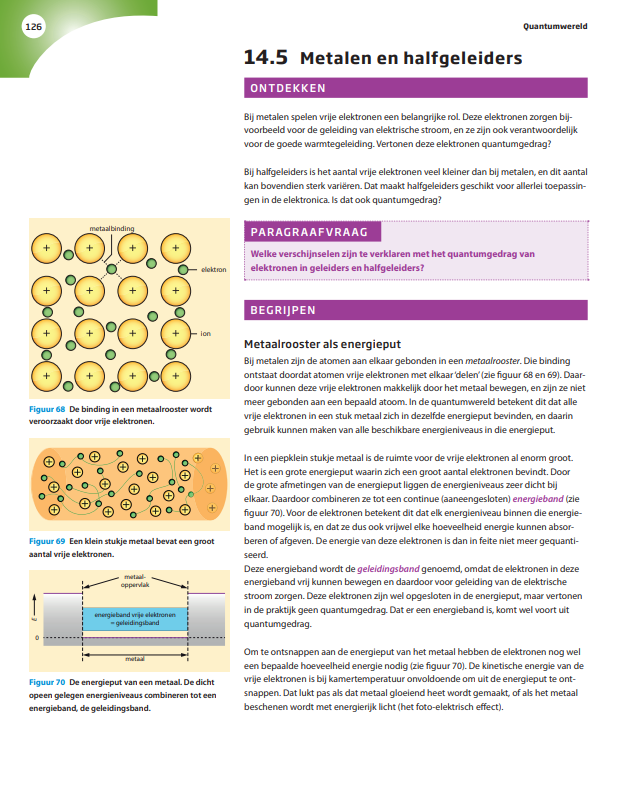 126
Quantumwereld
14.5 Metalen en halfgeleiders
ONTDEKKEN
Bij metalen spelen vrije elektronen een belangrijke rol. Deze elektronen zorgen bij-
voorbeeld voor de geleiding van elektrische stroom, en ze zijn ook verantwoordelijk
voor de goede warmtegeleiding. Vertonen deze elektronen quantumgedrag?
Bij halfgeleiders is het aantal vrije elektronen veel kleiner dan bij metalen, en dit aantal
kan bovendien sterk variëren. Dat maakt halfgeleiders geschikt voor allerlei toepassin-
gen in de elektronica. Is dat ook quantumgedrag?
PARAGRAAFVRAAG
Welke verschijnselen zijn te verklaren met het quantumgedrag van
elektronen in geleiders en halfgeleiders?
BEGRIJPEN
Metaalrooster als energieput
Bij metalen zijn de atomen aan elkaar gebonden in een metaalrooster. Die binding
ontstaat doordat atomen vrije elektronen met elkaar 'delen' (zie figuur 68 en 69). Daar-
door kunnen deze vrije elektronen makkelijk door het metaal bewegen, en zijn ze niet
meer gebonden aan een bepaald atoom. In de quantumwereld betekent dit dat alle
vrije elektronen in een stuk metaal zich in dezelfde energieput bevinden, en daarin
gebruik kunnen maken van alle beschikbare energieniveaus in die energieput.
In een piepklein stukje metaal is de ruimte voor de vrije elektronen al enorm groot.
Het is een grote energieput waarin zich een groot aantal elektronen bevindt. Door
de grote afmetingen van de energieput liggen de energieniveaus zeer dicht bij
elkaar. Daardoor combineren ze tot een continue (aaneengesloten) energieband (zie
figuur 70). Voor de elektronen betekent dit dat elk energieniveau binnen die energie-
band mogelijk is, en dat ze dus ook vrijwel elke hoeveelheid energie kunnen absor-
beren of afgeven. De energie van deze elektronen is dan in feite niet meer gequanti-
seerd.
Deze energieband wordt de geleidingsband genoemd, omdat de elektronen in deze
energieband vrij kunnen bewegen en daardoor voor geleiding van de elektrische
stroom zorgen. Deze elektronen zijn wel opgesloten in de energieput, maar vertonen
in de praktijk geen quantumgedrag. Dat er een energieband is, komt wel voort uit
quantumgedrag.
Om te ontsnappen aan de energieput van het metaal hebben de elektronen nog wel
een bepaalde hoeveelheid energie nodig (zie figuur 70). De kinetische energie van de
vrije elektronen is bij kamertemperatuur onvoldoende om uit de energieput te ont-
snappen. Dat lukt pas als dat metaal gloeiend heet wordt gemaakt, of als het metaal
beschenen wordt met energierijk licht (het foto-elektrisch effect).
metaalbinding
elektron
ion
Figuur 68 De binding in een metaalrooster wordt
veroorzaakt door vrije elektronen.
Figuur 69 Een klein stukje metaal bevat een groot
aantal vrije elektronen.
metaal-
oppervlak
energieband vrije elektronen
= geleidingsband
0
metaal
Figuur 70 De energieput van een metaal. De dicht
opeen gelegen energieniveaus combineren tot een
energieband, de geleidingsband.